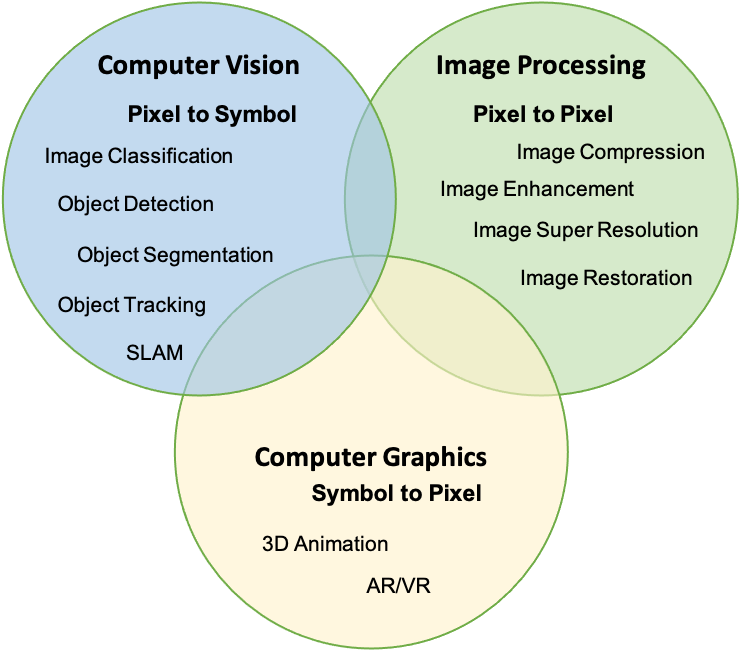 Computer Vision
Pixel to Symbol
Image Classification
Object Detection
Object Segmentation
Object Tracking
SLAM
Image Processing
Pixel to Pixel
Image Compression
Image Enhancement
Image Super Resolution
Image Restoration
Computer Graphics
Symbol to Pixel
3D Animation
AR/VR